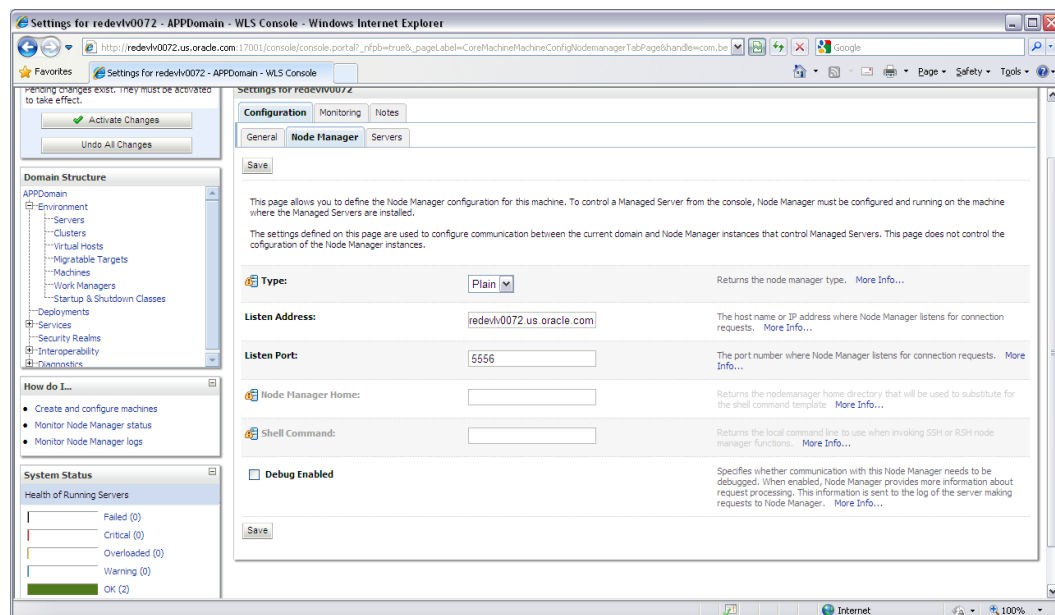 Settings for redevlv0072 - APPDomain - WLS Console - Windows Internet Explorer
http://redevlv0072.us.oracle.com:17001/console/console.portal?_nfpb=true&_pageLabel=CoreMachineMachineConfigNodemanagerTabPage&handle=com.be
Google
Favorites
Settings for redevlv0072 - APPDomain - WLS Console
Page
Safety
Tools
Pending changes exist. They must be activated
to take effect.
Activate Changes
Undo All Changes
Domain Structure
APPDomain
Environment
Servers
Clusters
Virtual Hosts
Migratable Targets
Machines
Work Managers
Startup & Shutdown Classes
Deployments
Services
Security Realms
Interoperability
Diagnostics
How do I...
Create and configure machines
Monitor Node Manager status
Monitor Node Manager logs
System Status
Health of Running Servers
Failed (0)
Critical (0)
Overloaded (0)
Warning (0)
OK (2)
Settings for redevlv0072
Configuration Monitoring Notes
General Node Manager Servers
Save
This page allows you to define the Node Manager configuration for this machine. To control a Managed Server from the console, Node Manager must be configured and running on the machine
where the Managed Servers are installed.
The settings defined on this page are used to configure communication between the current domain and Node Manager instances that control Managed Servers. This page does not control the
cofiguration of the Node Manager instances.
Type:
Plain
Returns the node manager type. More Info...
Listen Address:
redevlv0072.us.oracle.com
The host name or IP address where Node Manager listens for connection
requests. More Info...
Listen Port:
5556
The port number where Node Manager listens for connection requests. More
Info...
Node Manager Home:
Returns the nodemanager home directory that will be used to substitute for
the shell command template More Info...
Shell Command:
Returns the local command line to use when invoking SSH or RSH node
manager functions. More Info...
Debug Enabled
Specifies whether communication with this Node Manager needs to be
debugged. When enabled, Node Manager provides more information about
request processing. This information is sent to the log of the server making
requests to Node Manager. More Info...
Save
Internet
100%